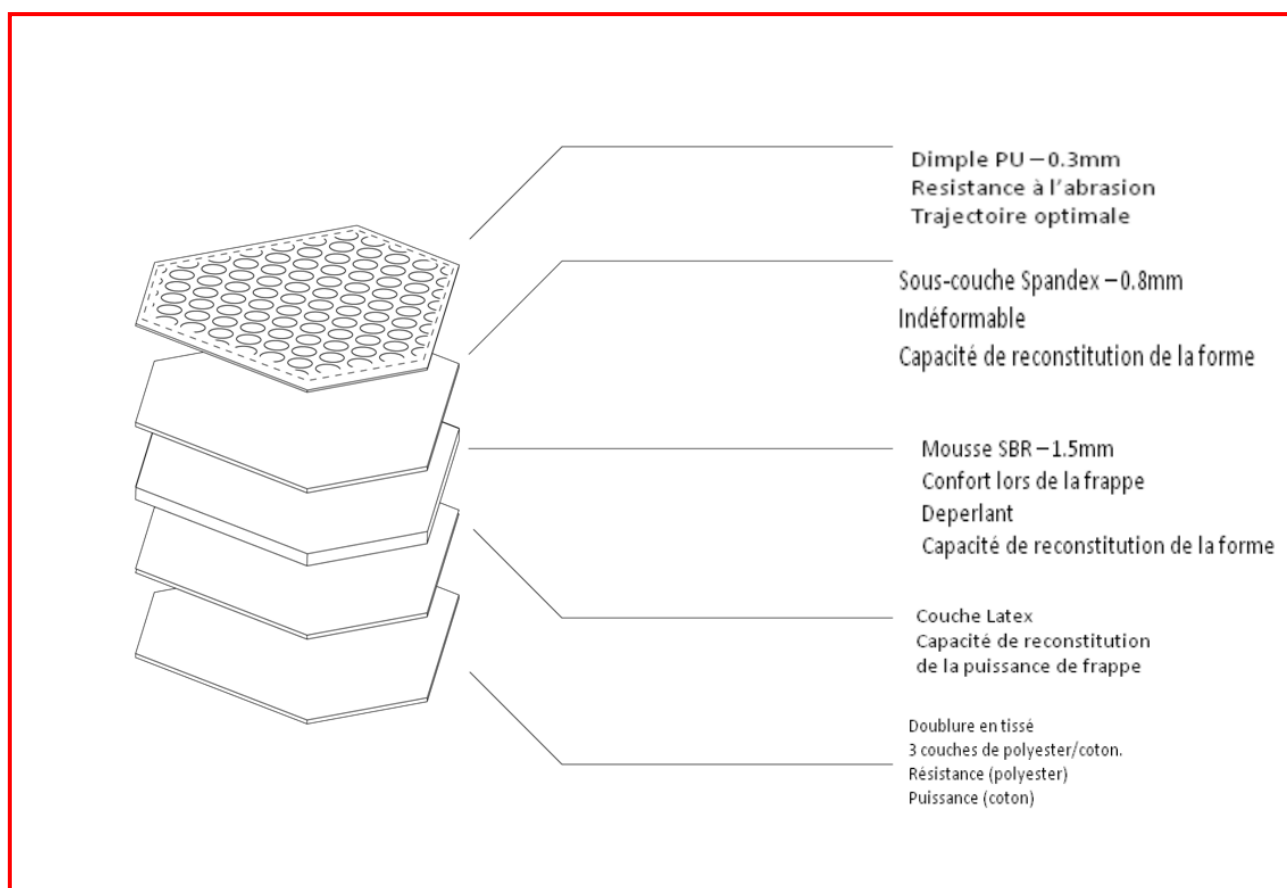 Dimple PU – 0.3mm
Resistance à l'abrasion
Trajectoire optimale
Sous-couche Spandex – 0.8mm
Indéformable
Capacité de reconstitution de la forme
Mousse SBR – 1.5mm
Confort lors de la frappe
Deperlant
Capacité de reconstitution de la forme
Couche Latex
Capacité de reconstitution
de la puissance de frappe
Doublure en tissé
3 couches de polyester/coton.
Résistance (polyester)
Puissance (coton)